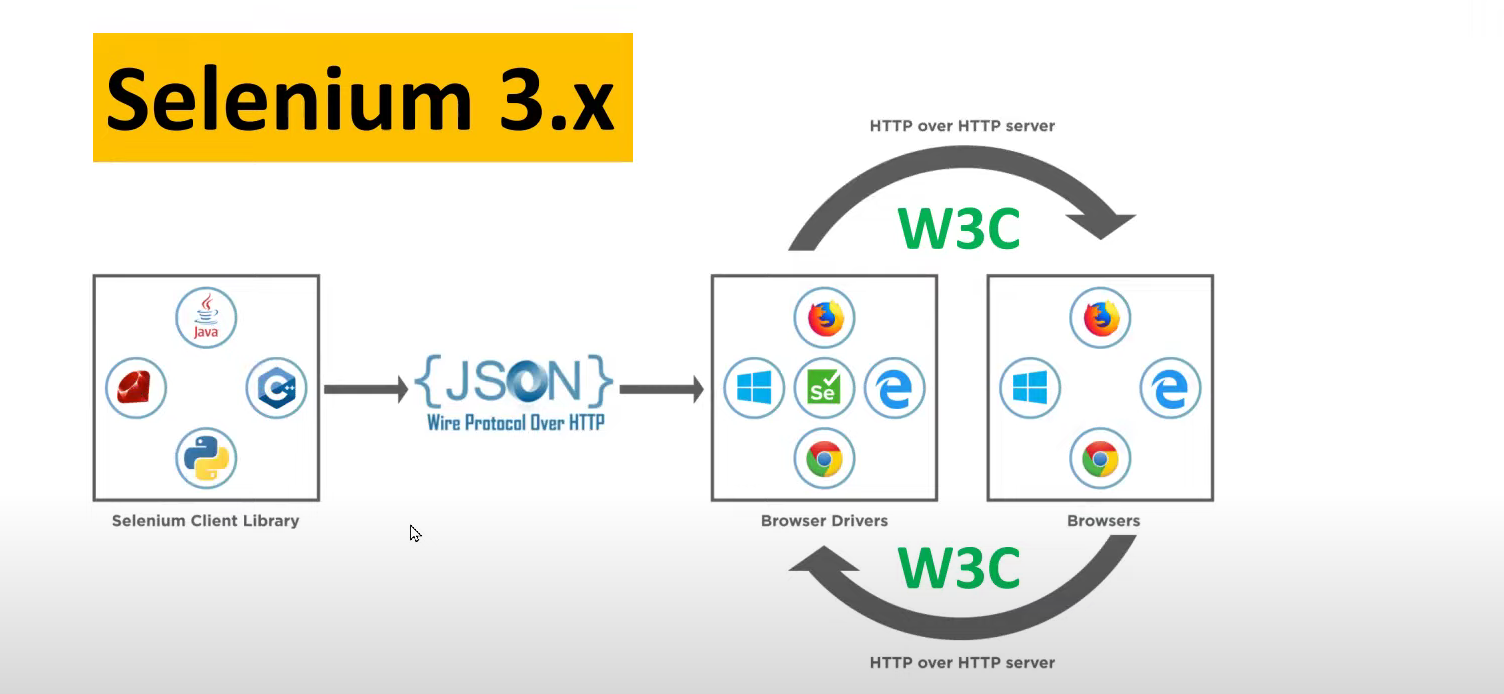 Selenium 3.x
HTTP over HTTP server
W3C
Java
{JSON}
Wire Protocol Over HTTP
Se
C++
Selenium Client Library
Browser Drivers
Browsers
W3C
HTTP over HTTP server